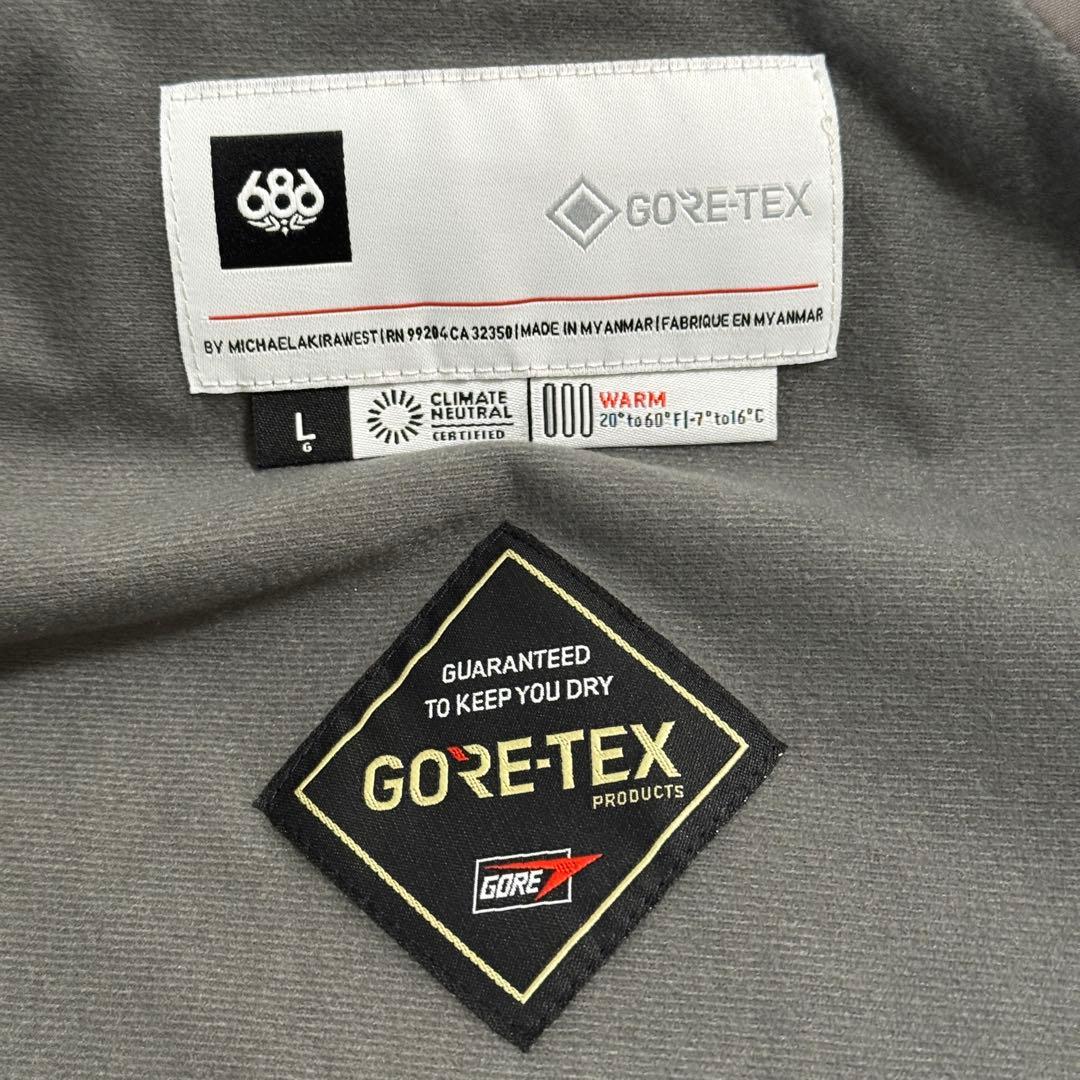 686
GORE-TEX
BY MICHAELAKIRAWEST|RN 99204 CA 32350|MADE IN MYANMAR|FABRIQUE EN MYANMAR
L
G
CLIMATE
NEUTRAL
CERTIFIED
WARM
20° to 60° F|-7° to 16° C
GUARANTEED
TO KEEP YOU DRY
GORE-TEX
PRODUCTS
GORE